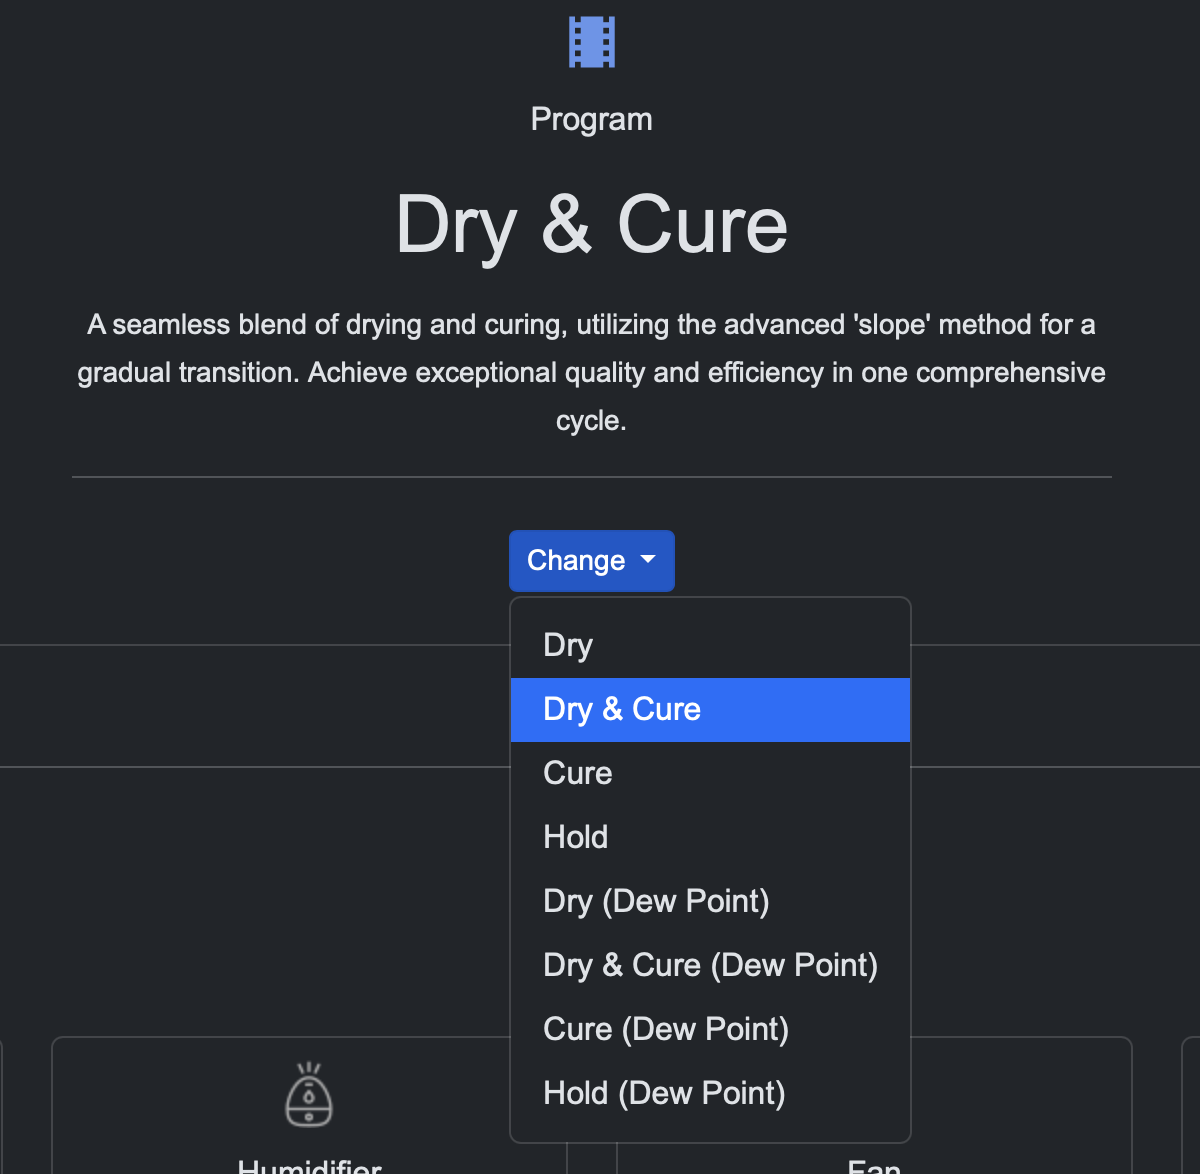 Program
Dry & Cure
A seamless blend of drying and curing, utilizing the advanced 'slope' method for a
gradual transition. Achieve exceptional quality and efficiency in one comprehensive
cycle.
Change
Dry
Dry & Cure
Cure
Hold
Dry (Dew Point)
Dry & Cure (Dew Point)
Cure (Dew Point)
Hold (Dew Point)
Humidifier
Fan